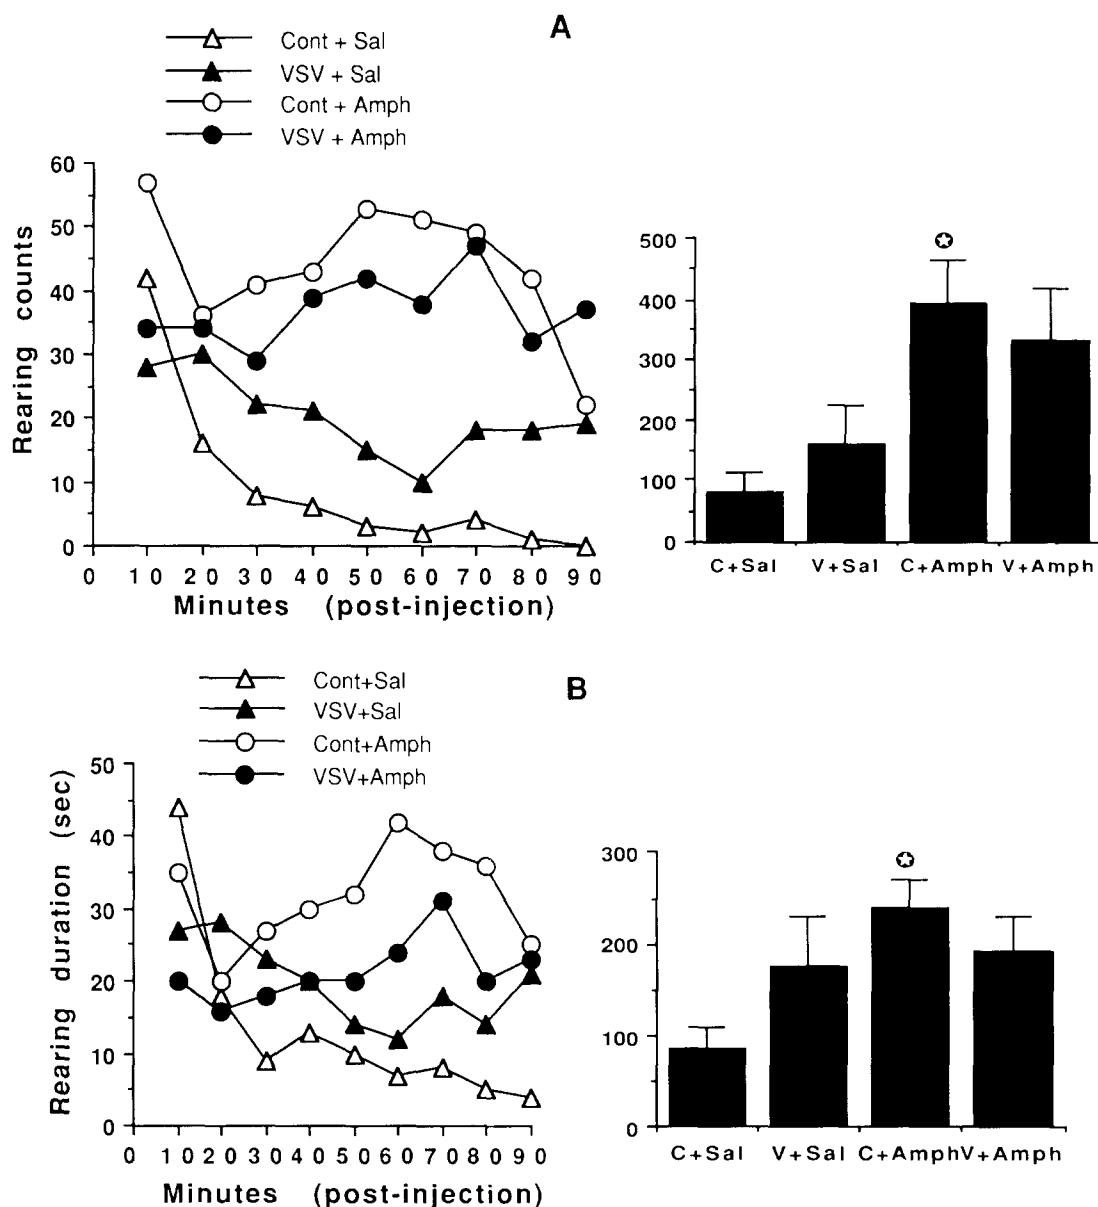 A
Cont + Sal
VSV + Sal
Cont + Amph
VSV + Amph
Rearing counts
60
50
40
30
20
10
0
0 10 20 30 40 50 60 70 80 90
Minutes (post-injection)
500
400
300
200
100
0
C+Sal V+Sal C+Amph V+Amph
B
Cont+Sal
VSV+Sal
Cont+Amph
VSV+Amph
Rearing duration (sec)
50
40
30
20
10
0
0 10 20 30 40 50 60 70 80 90
Minutes (post-injection)
300
200
100
0
C+Sal V+Sal C+Amph V+Amph